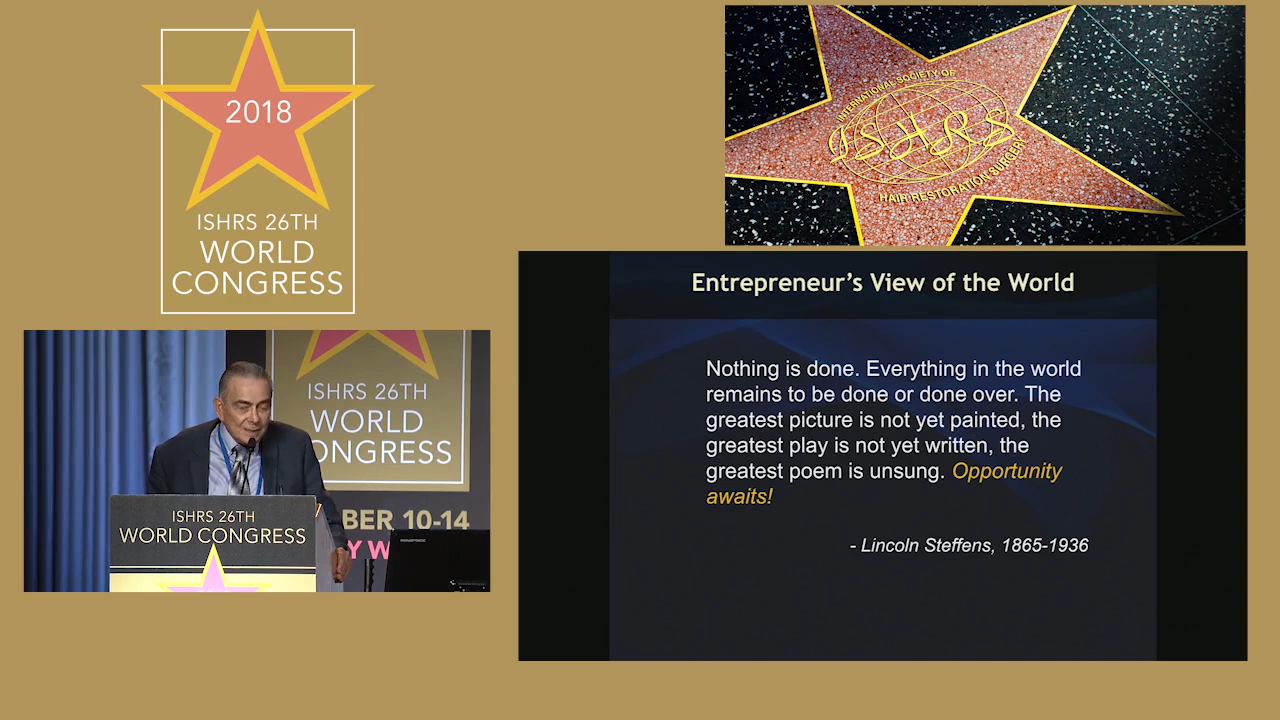 2018
ISHRS 26TH
WORLD
CONGRESS
INTERNATIONAL SOCIETY OF
ISHRS
HAIR RESTORATION SURGERY
Entrepreneur's View of the World
Nothing is done. Everything in the world
remains to be done or done over. The
greatest picture is not yet painted, the
greatest play is not yet written, the
greatest poem is unsung. Opportunity
awaits!
- Lincoln Steffens, 1865-1936
ISHRS 26TH
WORLD
ONGRESS
BER 10-14
Y W
ISHRS 26TH
WORLD CONGRESS